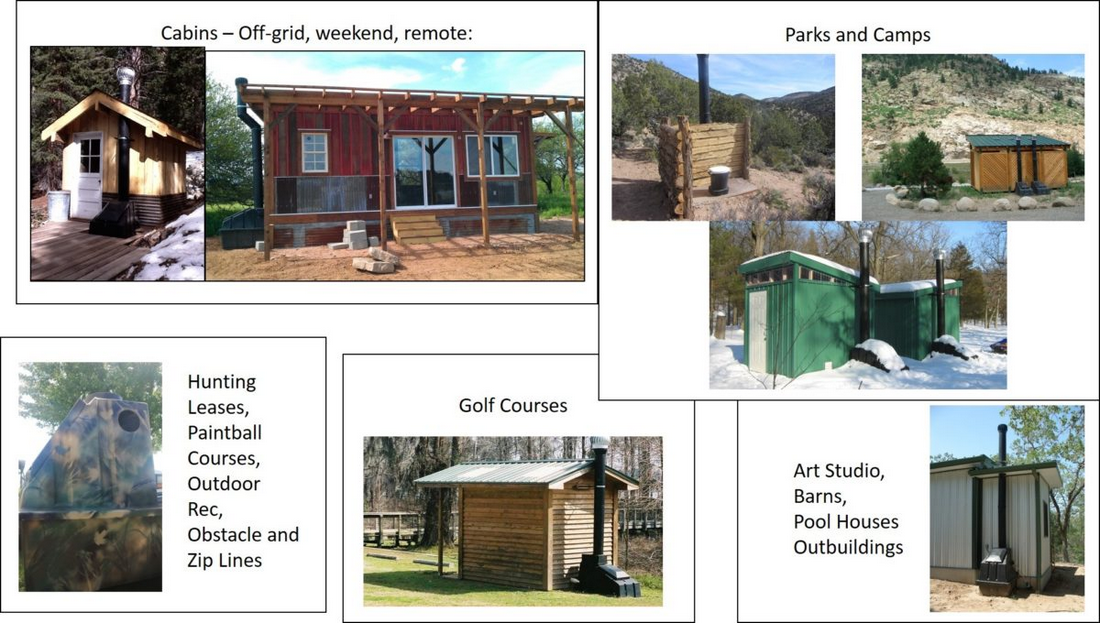 Cabins – Off-grid, weekend, remote:
Parks and Camps
Hunting
Leases,
Paintball
Courses,
Outdoor
Rec,
Obstacle and
Zip Lines
Golf Courses
Art Studio,
Barns,
Pool Houses
Outbuildings